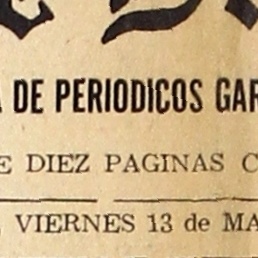 A DE PERIODICOS GAR
E DIEZ PAGINAS C
VIERNES 13 de MA